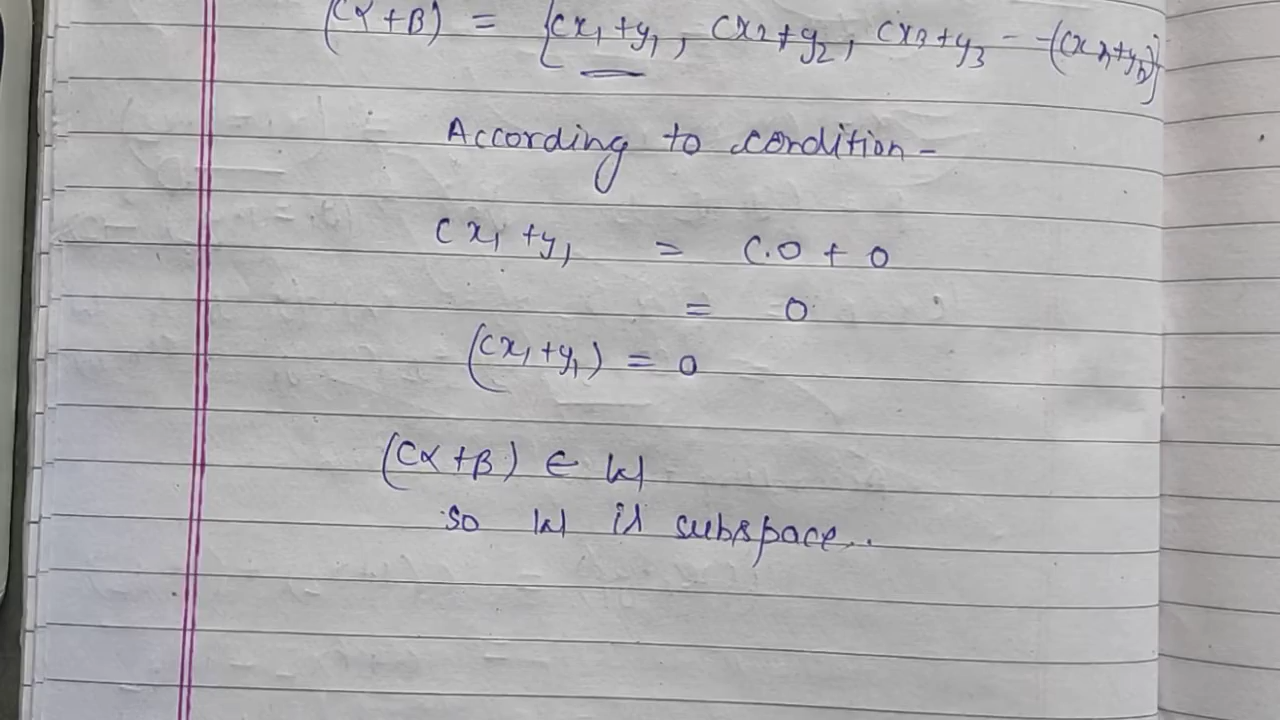 (cα+β) = {cx₁+y₁, cx₂+y₂, cx₃+y₃ - -(cxₙ+yₙ)}
According to condition -
cx₁+y₁ = c.0 + 0
= 0
(cx₁+y₁) = 0
(cα+β) ∈ W
so W is subspace..